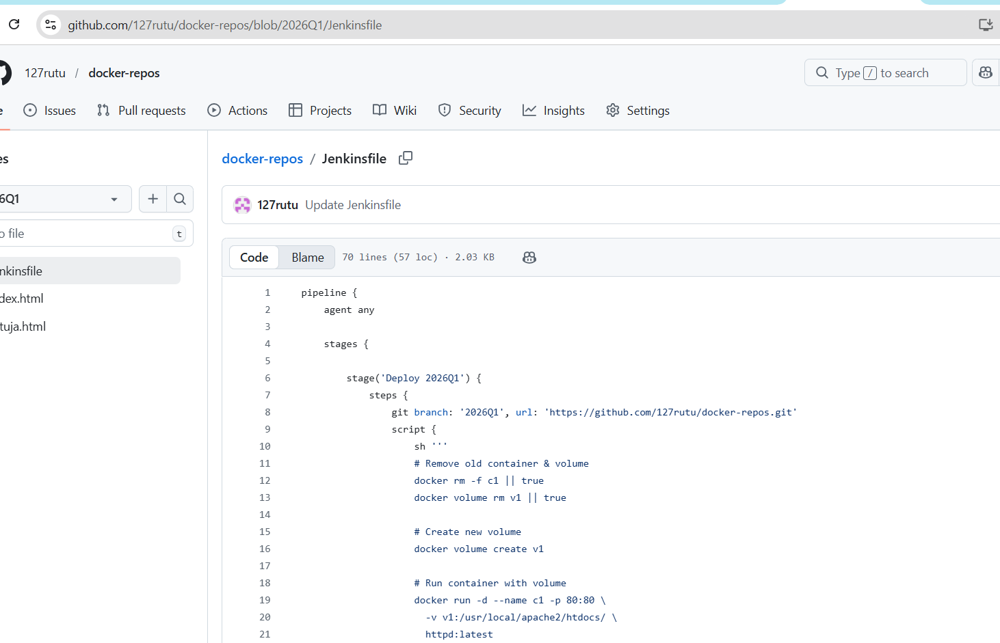 github.com/127rutu/docker-repos/blob/2026Q1/Jenkinsfile
127rutu / docker-repos
Type / to search
e Issues Pull requests Actions Projects Wiki Security Insights Settings
es
docker-repos / Jenkinsfile
6Q1
127rutu Update Jenkinsfile
o file t
Code Blame 70 lines (57 loc) · 2.03 KB
nkinsfile
dex.html
tuja.html
1 pipeline {
2 agent any
3
4 stages {
5
6 stage('Deploy 2026Q1') {
7 steps {
8 git branch: '2026Q1', url: 'https://github.com/127rutu/docker-repos.git'
9 script {
10 sh '''
11 # Remove old container & volume
12 docker rm -f c1 || true
13 docker volume rm v1 || true
14
15 # Create new volume
16 docker volume create v1
17
18 # Run container with volume
19 docker run -d --name c1 -p 80:80 \
20 -v v1:/usr/local/apache2/htdocs/ \
21 httpd:latest